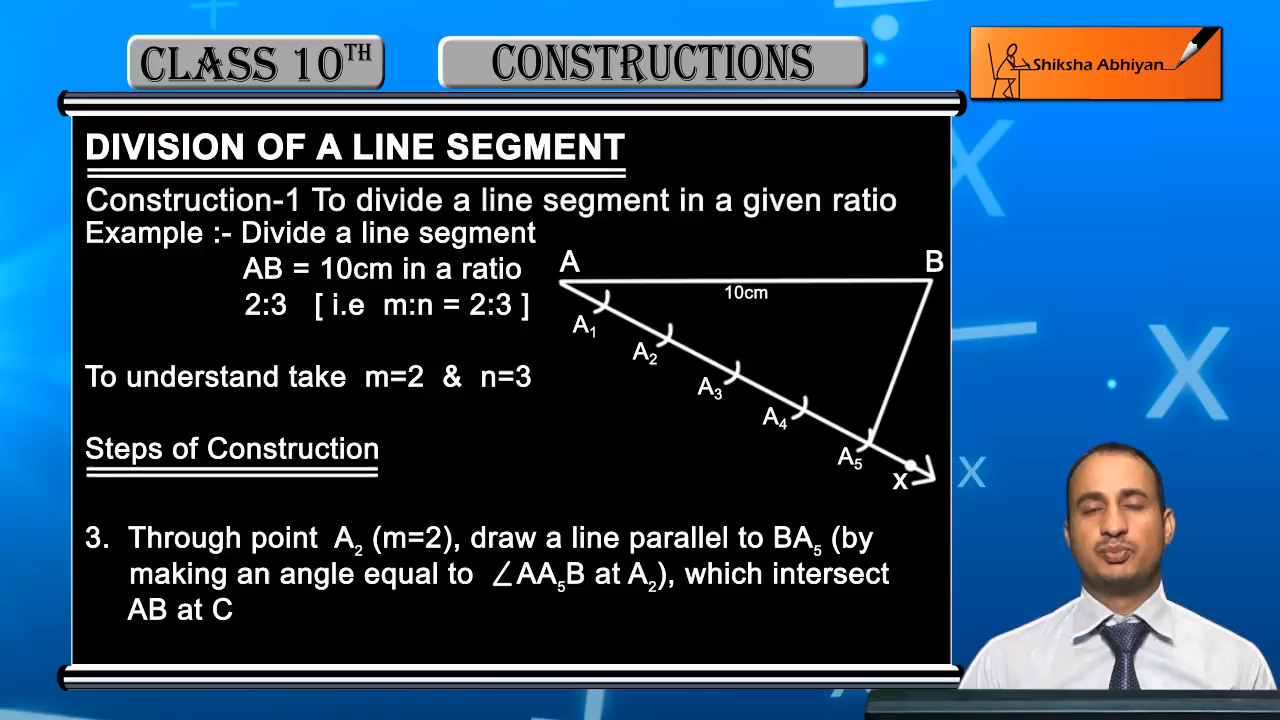 CLASS 10TH
CONSTRUCTIONS
Shiksha Abhiyan
DIVISION OF A LINE SEGMENT
Construction-1 To divide a line segment in a given ratio
Example :- Divide a line segment
AB = 10cm in a ratio
2:3 [ i.e m:n = 2:3 ]
To understand take m=2 & n=3
Steps of Construction
A
B
10cm
A1
A2
A3
A4
A5
X
3. Through point A2 (m=2), draw a line parallel to BA5 (by
making an angle equal to ∠AA5B at A2), which intersect
AB at C
X
X
X